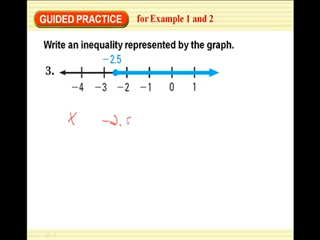 GUIDED PRACTICE for Example 1 and 2
Write an inequality represented by the graph.
−2.5
3.
−4 −3 −2 −1 0 1
x −2.5